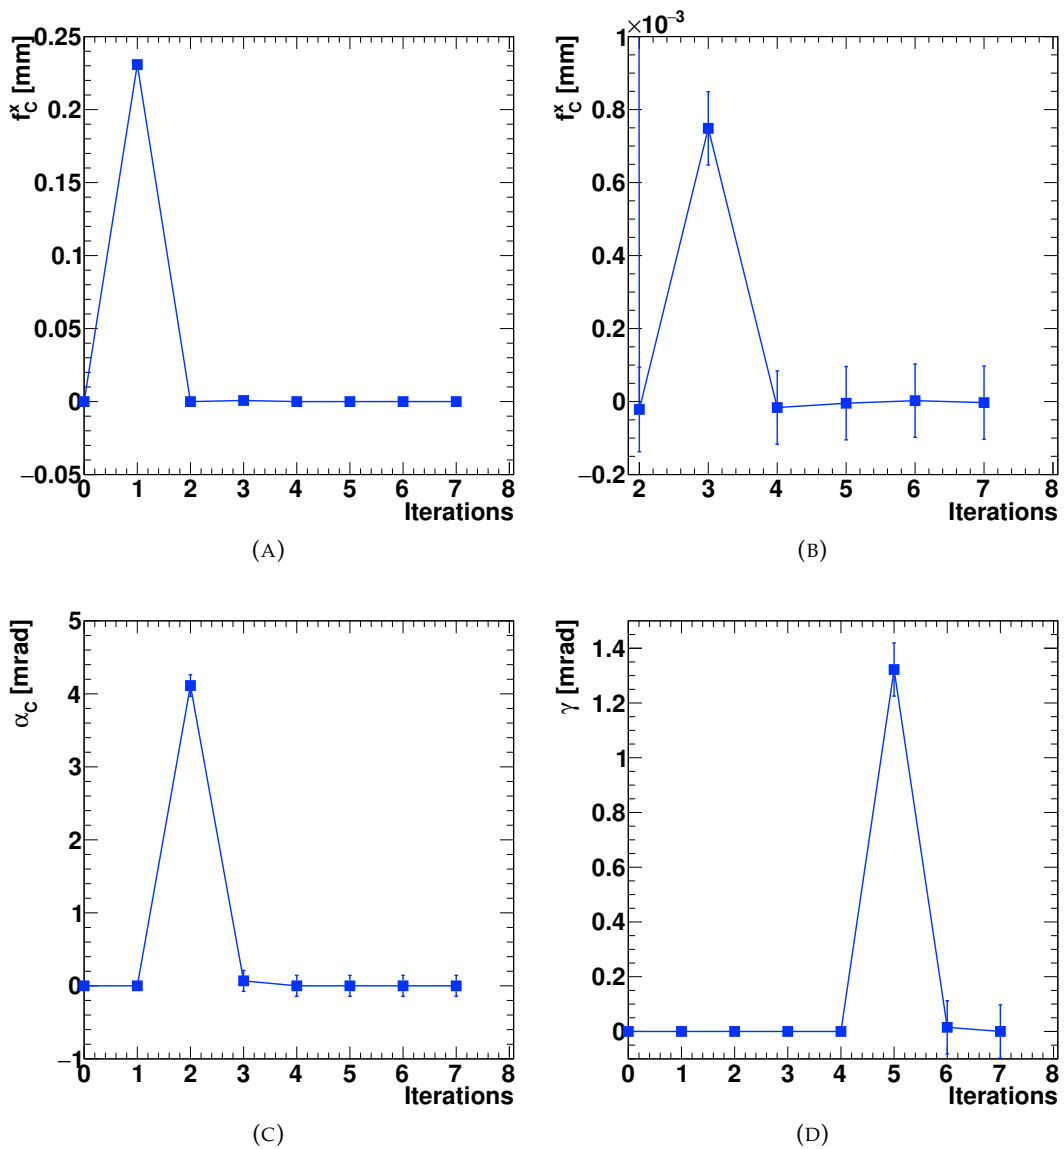 f_C^x [mm]
0.25
0.2
0.15
0.1
0.05
0
−0.05
0 1 2 3 4 5 6 7 8
Iterations
(A)
×10⁻³
f_C^x [mm]
1
0.8
0.6
0.4
0.2
0
−0.2
2 3 4 5 6 7 8
Iterations
(B)
α_C [mrad]
5
4
3
2
1
0
−1
0 1 2 3 4 5 6 7 8
Iterations
(C)
γ [mrad]
1.4
1.2
1
0.8
0.6
0.4
0.2
0
0 1 2 3 4 5 6 7 8
Iterations
(D)